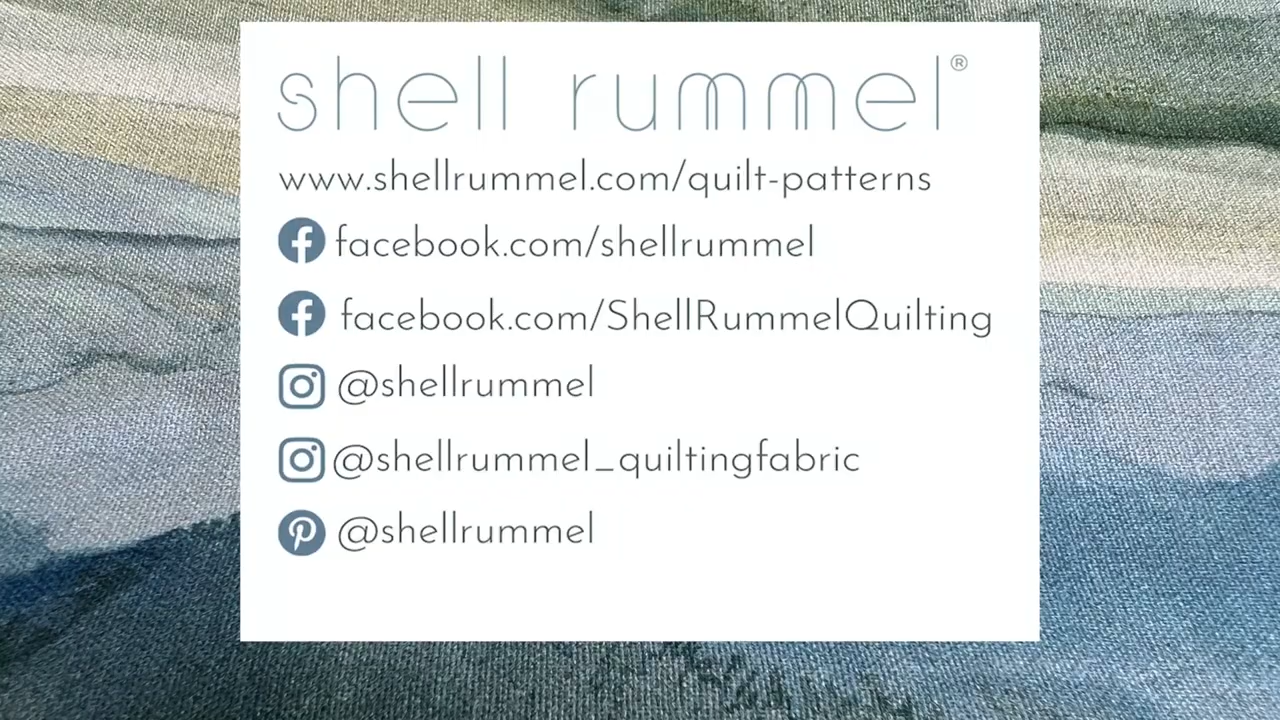 shell rummel®
www.shellrummel.com/quilt-patterns
facebook.com/shellrummel
facebook.com/ShellRummelQuilting
@shellrummel
@shellrummel_quiltingfabric
@shellrummel